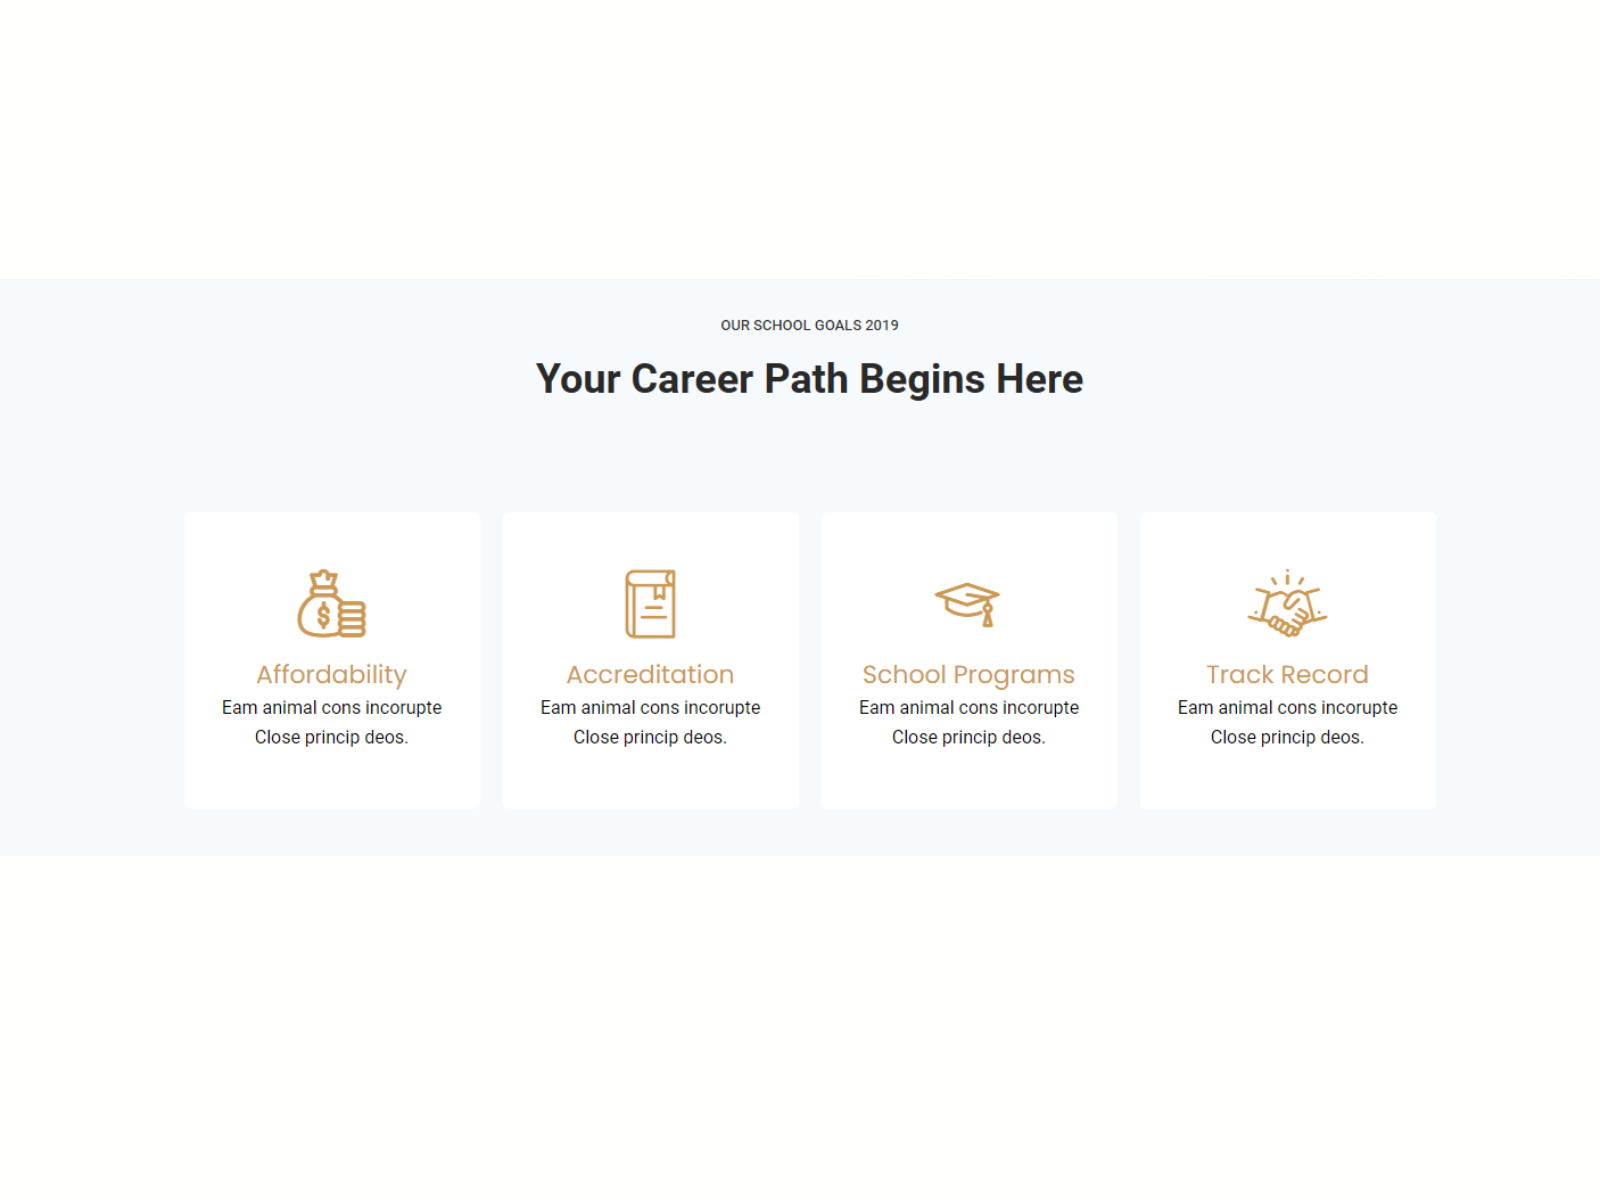 OUR SCHOOL GOALS 2019
Your Career Path Begins Here
$
Affordability
Eam animal cons incorupte
Close princip deos.
Accreditation
Eam animal cons incorupte
Close princip deos.
School Programs
Eam animal cons incorupte
Close princip deos.
Track Record
Eam animal cons incorupte
Close princip deos.